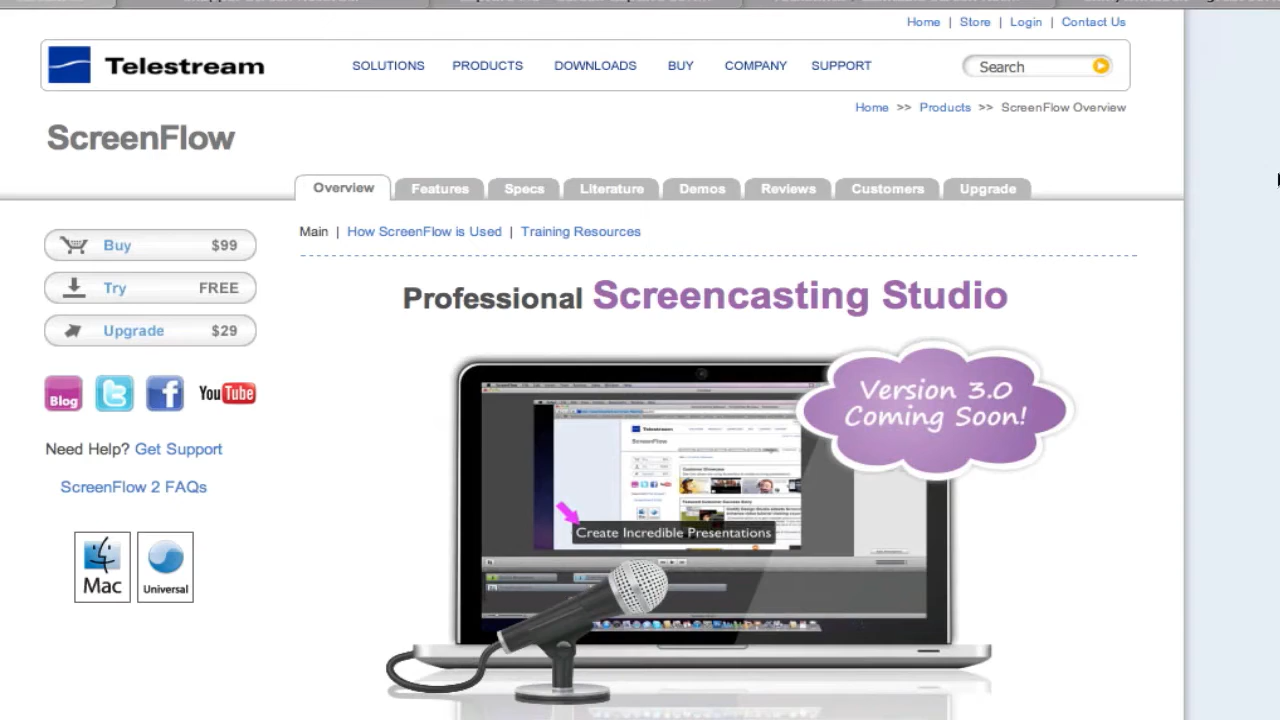 Home | Store | Login | Contact Us
Telestream
SOLUTIONS PRODUCTS DOWNLOADS BUY COMPANY SUPPORT
Search
Home >> Products >> ScreenFlow Overview
ScreenFlow
Overview Features Specs Literature Demos Reviews Customers Upgrade
Main | How ScreenFlow is Used | Training Resources
Buy $99
Try FREE
Upgrade $29
Blog
You Tube
Need Help? Get Support
ScreenFlow 2 FAQs
Mac
Universal
Professional Screencasting Studio
Version 3.0
Coming Soon!
Telestream
ScreenFlow
Create Incredible Presentations